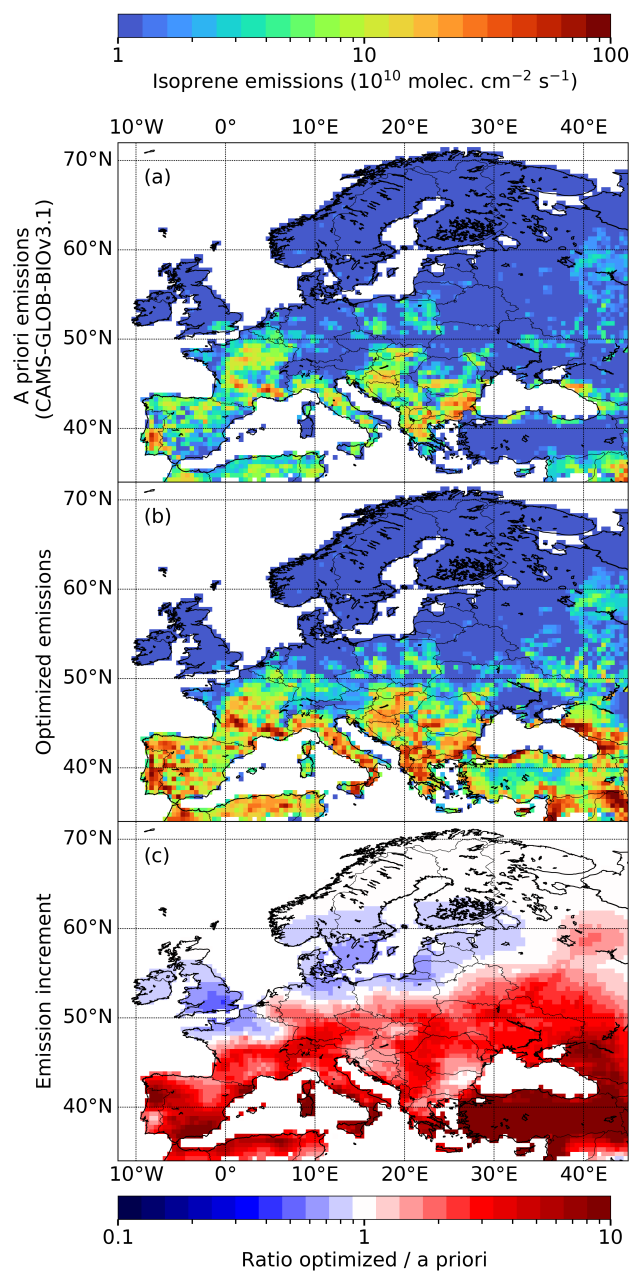 1 10 100
Isoprene emissions (10¹⁰ molec. cm⁻² s⁻¹)
10°W 0° 10°E 20°E 30°E 40°E
(a)
70°N
60°N
50°N
40°N
A priori emissions
(CAMS-GLOB-BIOv3.1)
(b)
70°N
60°N
50°N
40°N
Optimized emissions
(c)
70°N
60°N
50°N
40°N
Emission increment
10°W 0° 10°E 20°E 30°E 40°E
0.1 1 10
Ratio optimized / a priori